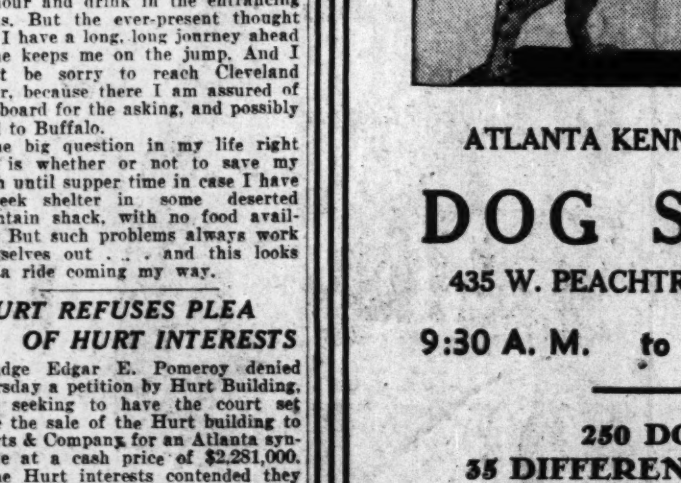 our and drink in the entrancing
s. But the ever-present thought
I have a long, long journey ahead
e keeps me on the jump. And I
t be sorry to reach Cleveland
r, because there I am assured of
board for the asking, and possibly
to Buffalo.
e big question in my life right
is whether or not to save my
until supper time in case I have
eek shelter in some deserted
ntain shack, with no food avail-
But such problems always work
selves out . . . and this looks
a ride coming my way.
URT REFUSES PLEA
OF HURT INTERESTS
dge Edgar E. Pomeroy denied
rsday a petition by Hurt Building,
seeking to have the court set
e the sale of the Hurt building to
ts & Company for an Atlanta syn-
e at a cash price of $2,281,000.
e Hurt interests contended they
ATLANTA KENN
DOG S
435 W. PEACHTR
9:30 A. M. to
250 DO
35 DIFFEREN